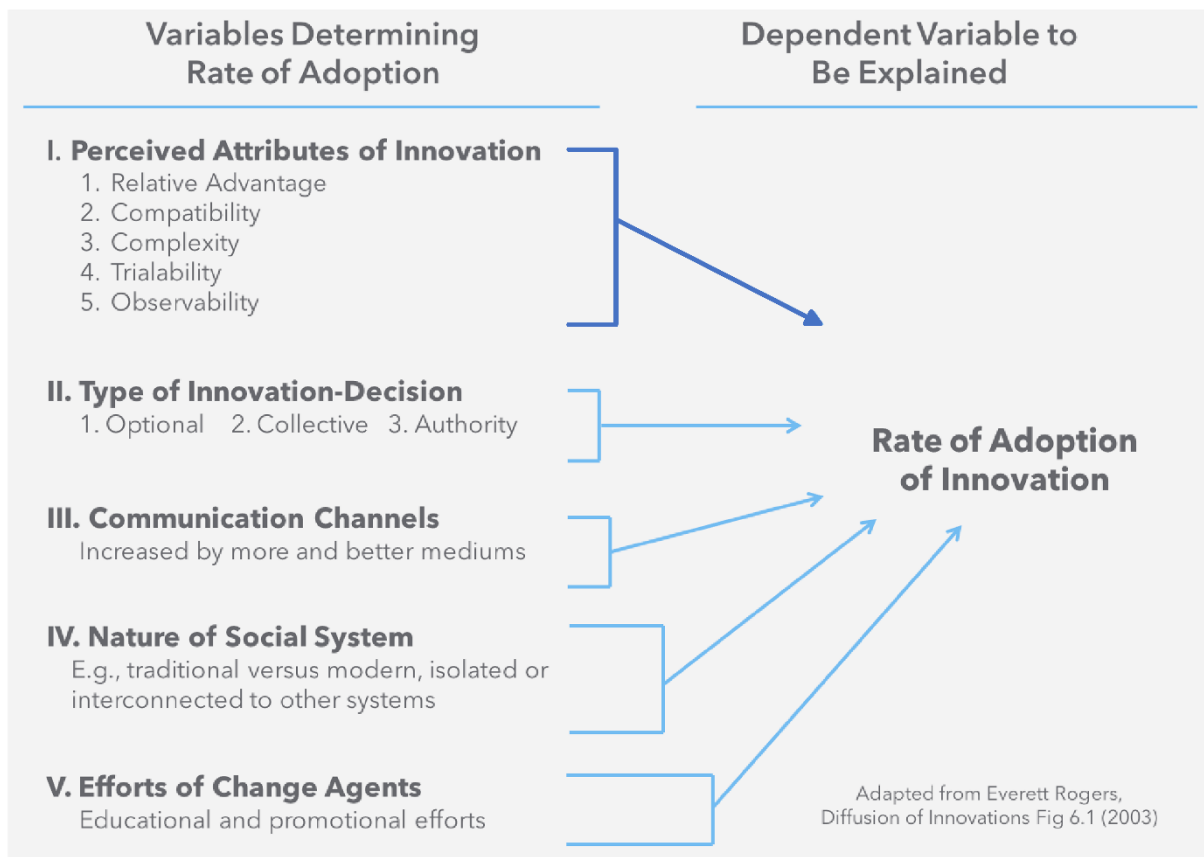 Variables Determining
Rate of Adoption
Dependent Variable to
Be Explained
I. Perceived Attributes of Innovation
1. Relative Advantage
2. Compatibility
3. Complexity
4. Trialability
5. Observability
II. Type of Innovation-Decision
1. Optional 2. Collective 3. Authority
III. Communication Channels
Increased by more and better mediums
IV. Nature of Social System
E.g., traditional versus modern, isolated or
interconnected to other systems
V. Efforts of Change Agents
Educational and promotional efforts
Rate of Adoption
of Innovation
Adapted from Everett Rogers,
Diffusion of Innovations Fig 6.1 (2003)